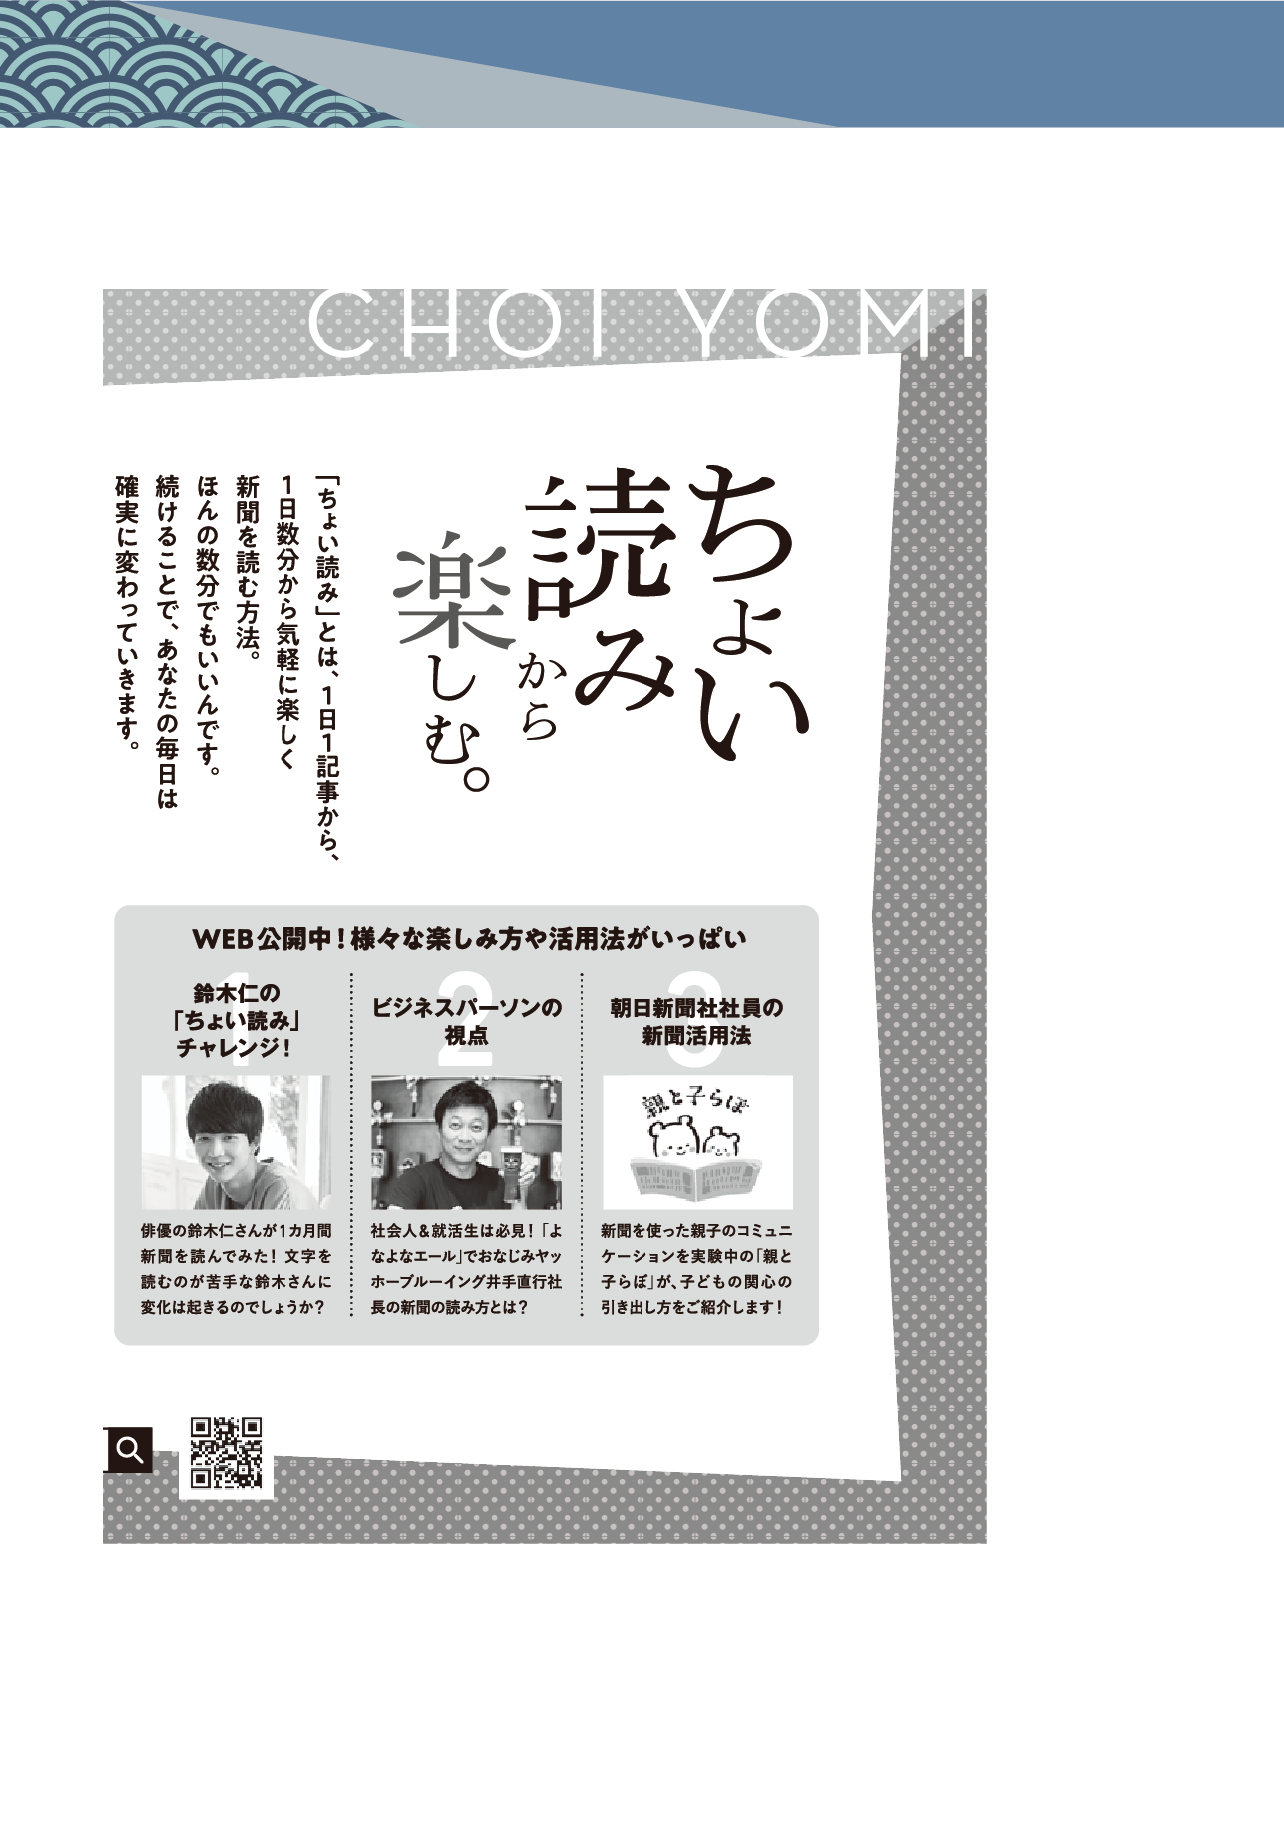 CHOI YOMI
ちょい
読みから
楽しむ。
「ちょい読み」とは、1日1記事から、
1日数分から気軽に楽しく
新聞を読む方法。
ほんの数分でもいいんです。
続けることで、あなたの毎日は
確実に変わっていきます。
WEB公開中！様々な楽しみ方や活用法がいっぱい
1
鈴木仁の
「ちょい読み」
チャレンジ！
俳優の鈴木仁さんが1カ月間
新聞を読んでみた！文字を
読むのが苦手な鈴木さんに
変化は起きるのでしょうか？
2
ビジネスパーソンの
視点
社会人＆就活生は必見！「よ
なよなエール」でおなじみヤッ
ホーブルーイング井手直行社
長の新聞の読み方とは？
3
朝日新聞社社員の
新聞活用法
親と子らぼ
新聞を使った親子のコミュニ
ケーションを実験中の「親と
子らぼ」が、子どもの関心の
引き出し方をご紹介します！